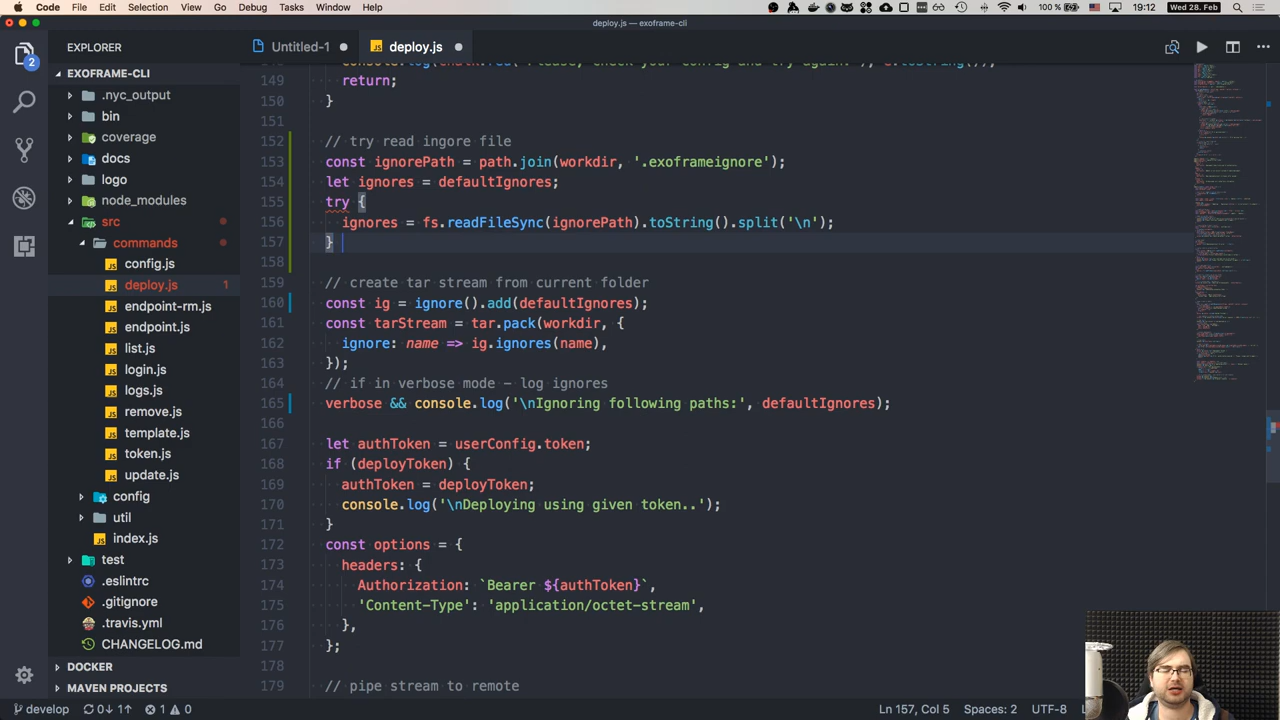 Code File Edit Selection View Go Debug Tasks Window Help 100 % 19:12 Wed 28. Feb
deploy.js — exoframe-cli
EXPLORER
Untitled-1
deploy.js
EXOFRAME-CLI
.nyc_output
bin
coverage
docs
logo
node_modules
src
commands
config.js
deploy.js 1
endpoint-rm.js
endpoint.js
list.js
login.js
logs.js
remove.js
template.js
token.js
update.js
config
util
index.js
test
.eslintrc
.gitignore
.travis.yml
CHANGELOG.md
DOCKER
MAVEN PROJECTS
2
149 return;
150 }
151
152 // try read ingore file
153 const ignorePath = path.join(workdir, '.exoframeignore');
154 let ignores = defaultIgnores;
155 try {
156 ignores = fs.readFileSync(ignorePath).toString().split('\n');
157 }
158
159 // create tar stream from current folder
160 const ig = ignore().add(defaultIgnores);
161 const tarStream = tar.pack(workdir, {
162 ignore: name => ig.ignores(name),
163 });
164 // if in verbose mode - log ignores
165 verbose && console.log('\nIgnoring following paths:', defaultIgnores);
166
167 let authToken = userConfig.token;
168 if (deployToken) {
169 authToken = deployToken;
170 console.log('\nDeploying using given token..');
171 }
172 const options = {
173 headers: {
174 Authorization: `Bearer ${authToken}`,
175 'Content-Type': 'application/octet-stream',
176 },
177 };
178
179 // pipe stream to remote
develop 0↓ 1↑ 1 0
Ln 157, Col 5 Spaces: 2 UTF-8